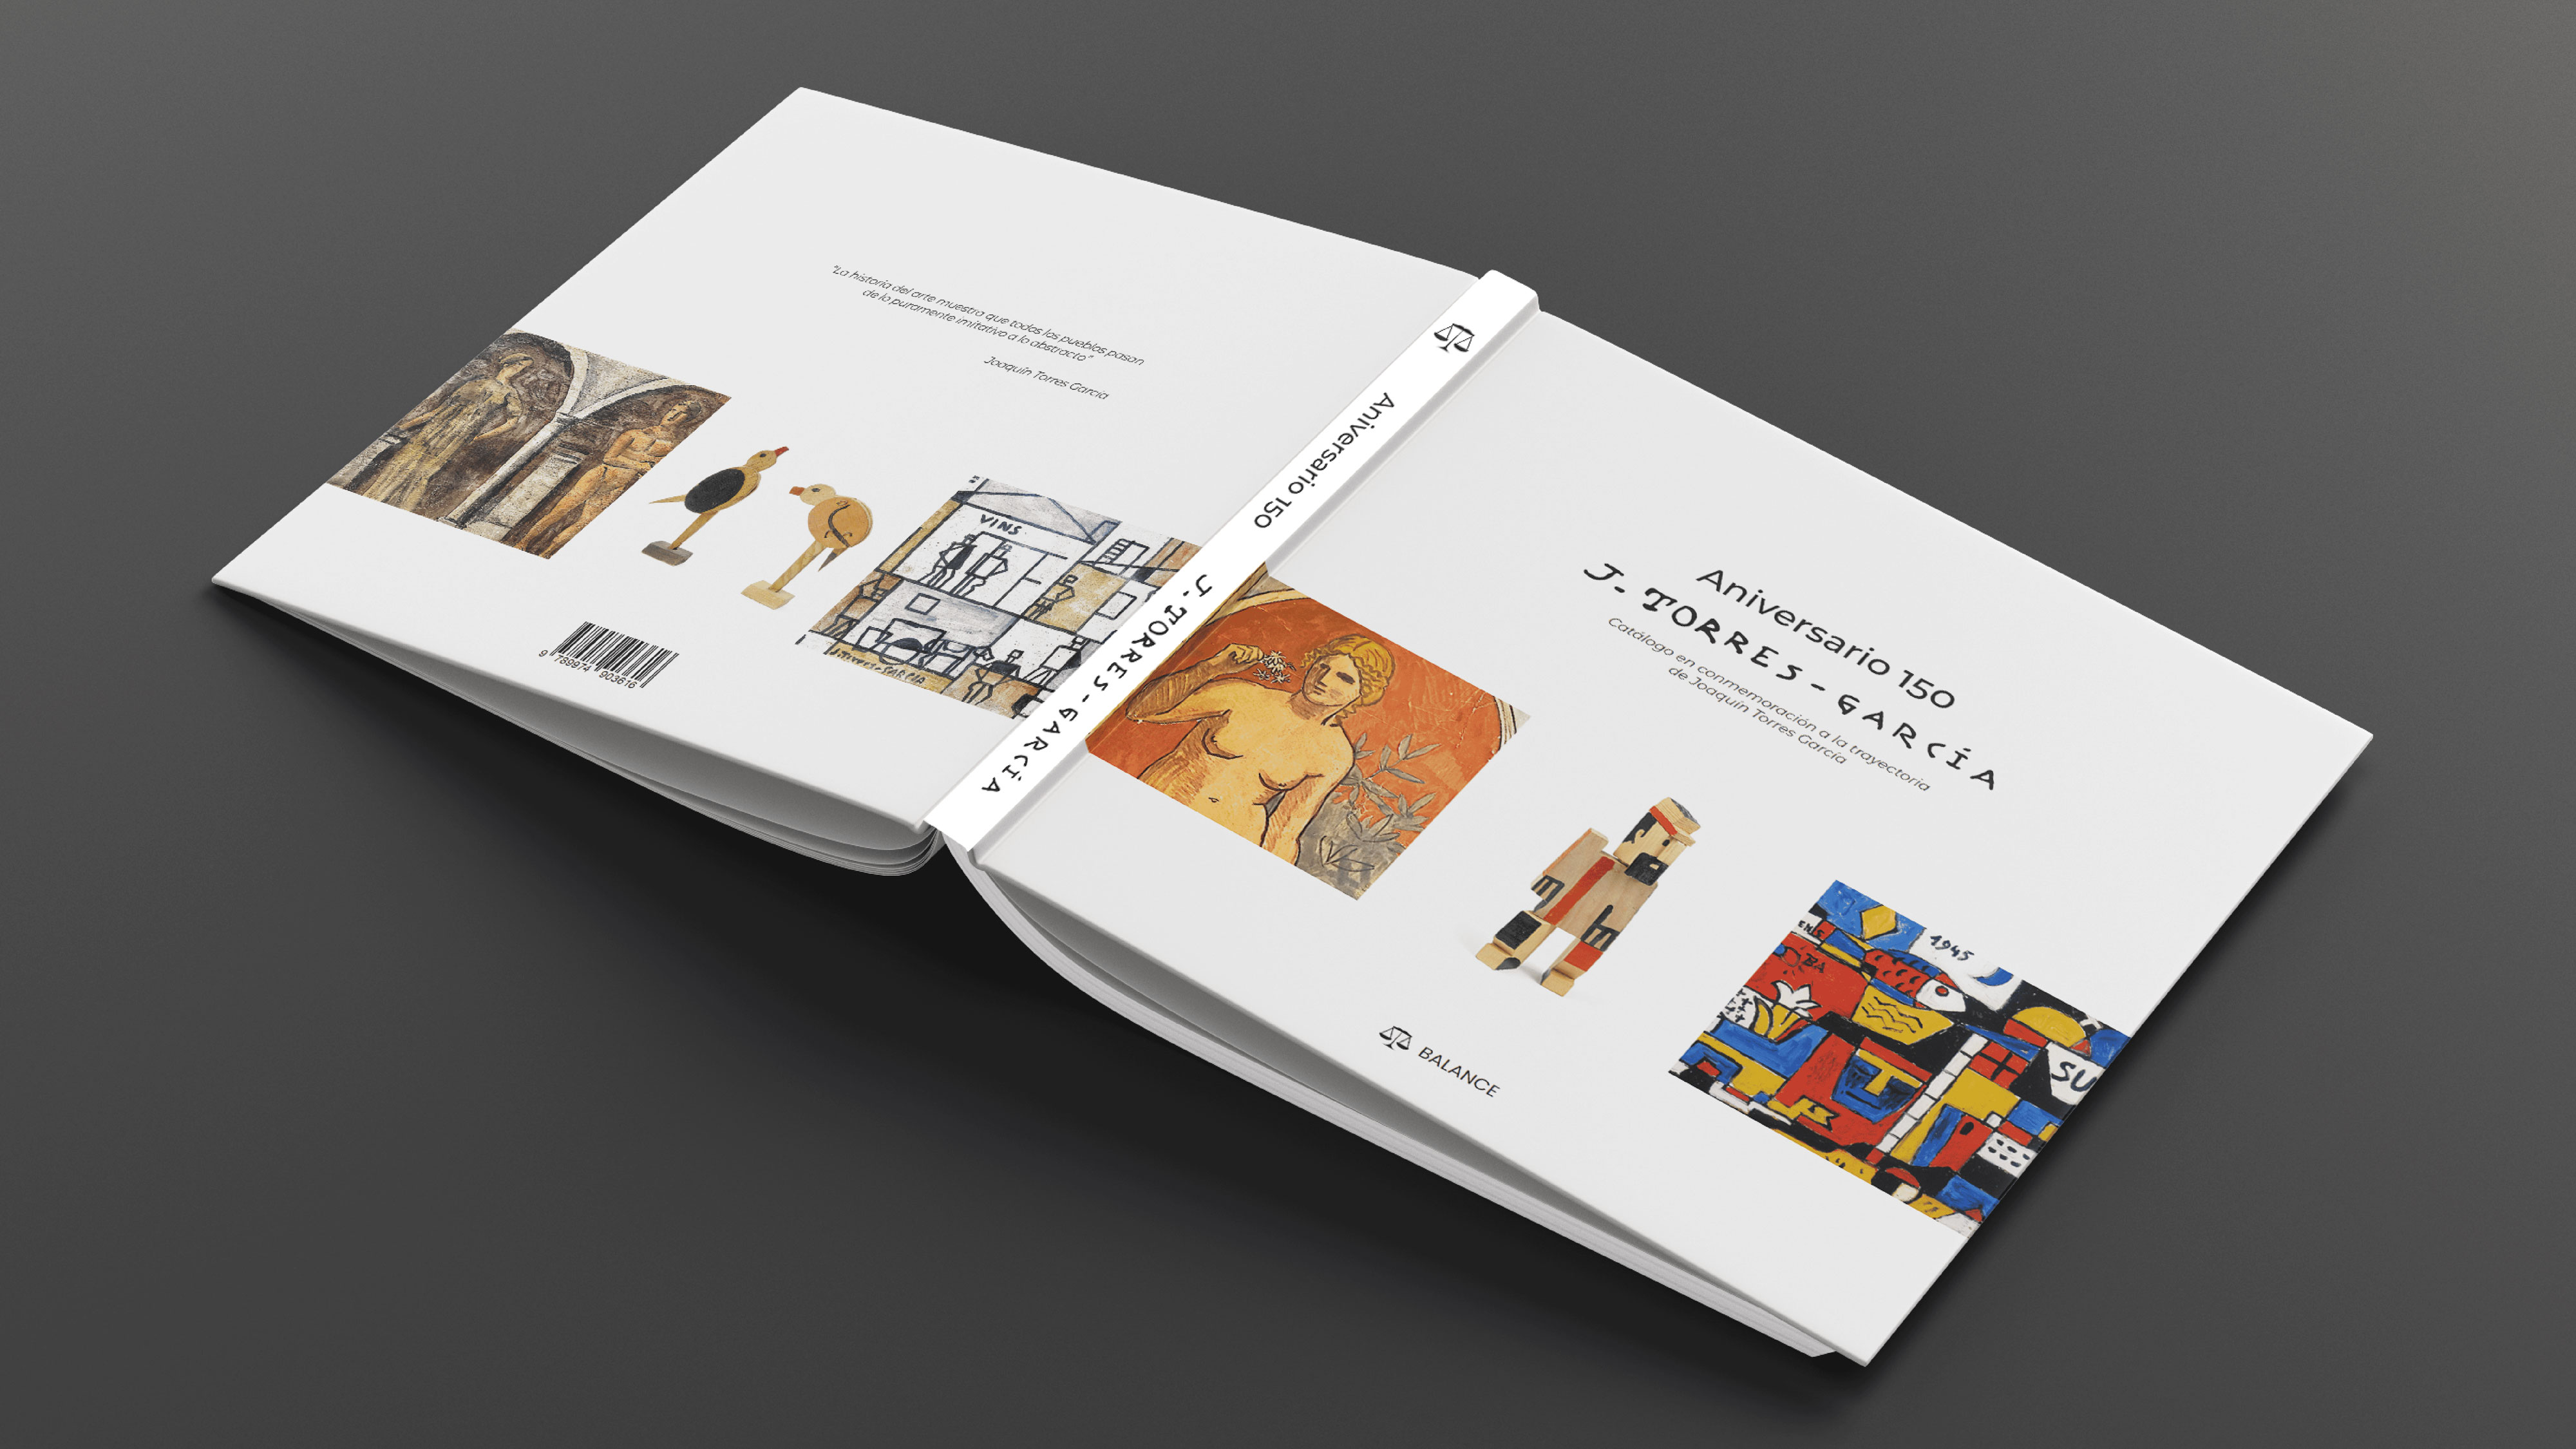 "La historia del arte muestra que todos los pueblos pasan
de lo puramente imitativo a lo abstracto"
Joaquín Torres García
VINS
J.TORRES-GARCIA
9 789974 903616
Aniversario 150
J-TORRES-GARCÍA
Aniversario 150
J-TORRES-GARCÍA
Catálogo en conmemoración a la trayectoria
de Joaquín Torres García
m
m
1945
BA
SU
BALANCE